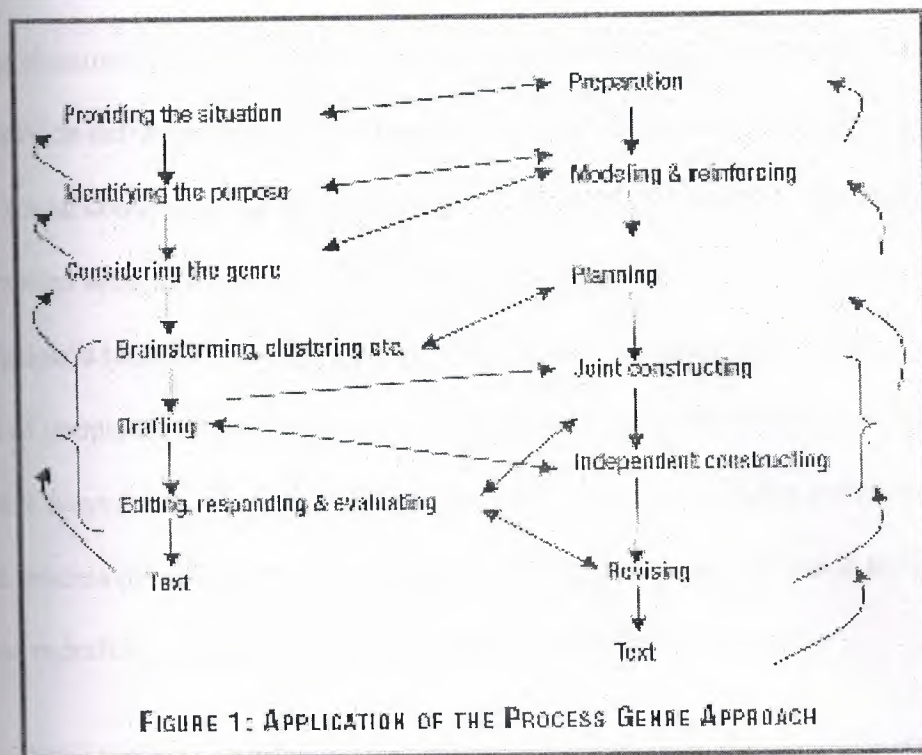 Providing the situation
Identifying the purpose
Considering the genre
Brainstorming, clustering etc.
Drafting
Editing, responding & evaluating
Text
Preparation
Modeling & reinforcing
Planning
Joint constructing
Independent constructing
Revising
Text
FIGURE 1: APPLICATION OF THE PROCESS GENRE APPROACH